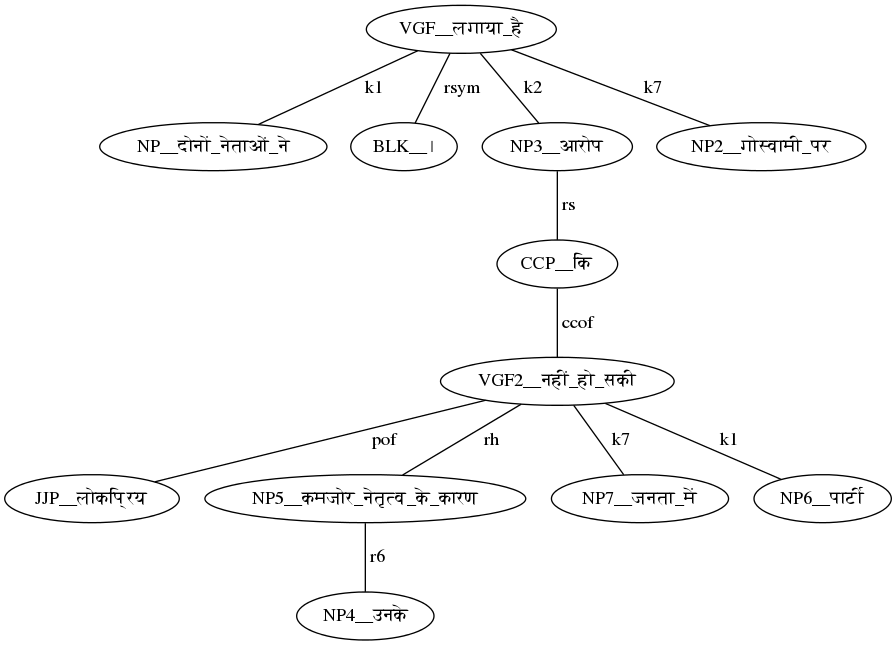 VGF__लगाया_है
k1 rsym k2 k7
NP__दोनों_नेताओं_ने BLK__। NP3__आरोप NP2__गोस्वामी_पर
rs
CCP__कि
ccof
VGF2__नहीं_हो_सकी
pof rh k7 k1
JJP__लोकप्रिय NP5__कमजोर_नेतृत्व_के_कारण NP7__जनता_में NP6__पार्टी
r6
NP4__उनके